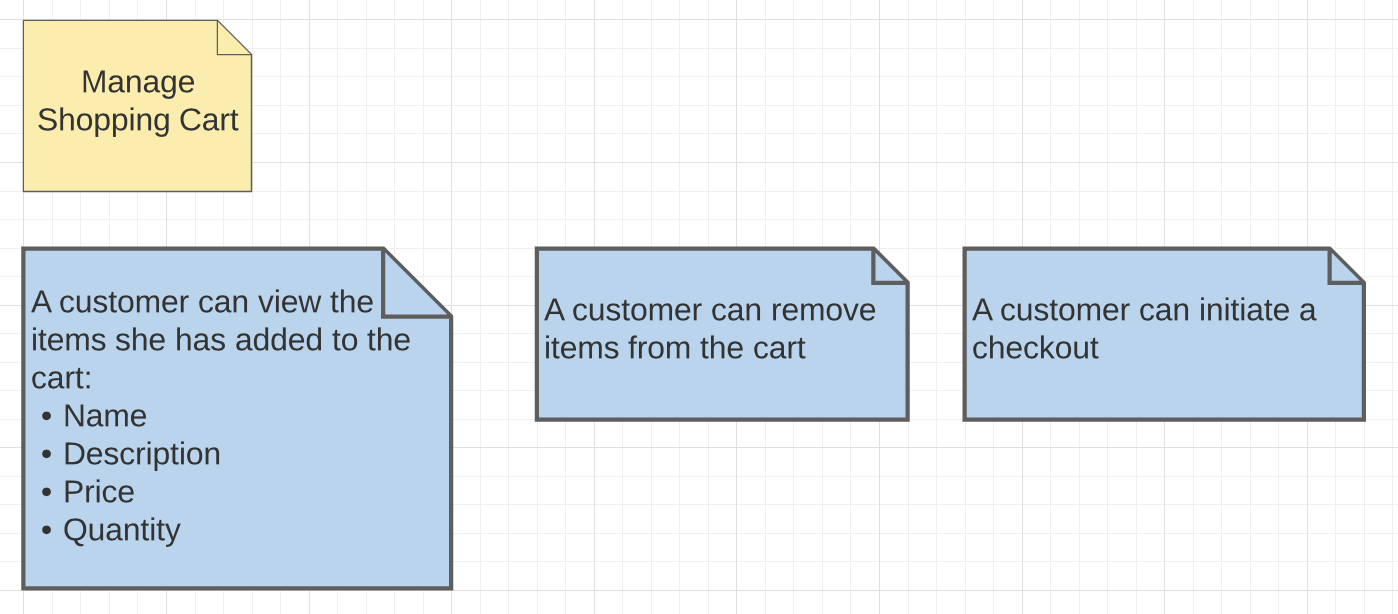 Manage
Shopping Cart
A customer can view the
items she has added to the
cart:
• Name
• Description
• Price
• Quantity
A customer can remove
items from the cart
A customer can initiate a
checkout